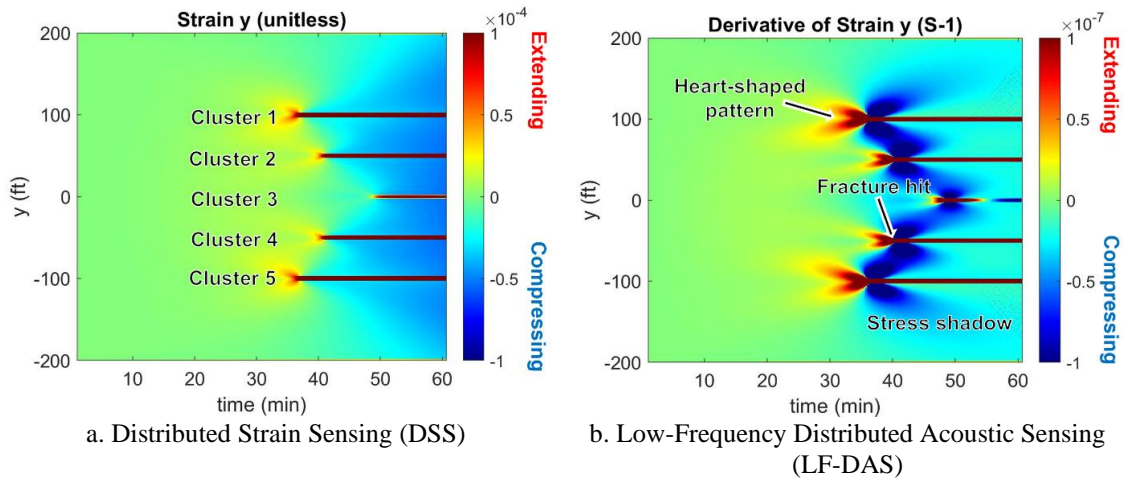 Strain y (unitless)
×10-4
200
100
0
-100
-200
y (ft)
10 20 30 40 50 60
time (min)
Cluster 1
Cluster 2
Cluster 3
Cluster 4
Cluster 5
1
0.5
0
-0.5
-1
Extending
Compressing
a. Distributed Strain Sensing (DSS)
Derivative of Strain y (S-1)
×10-7
200
100
0
-100
-200
y (ft)
10 20 30 40 50 60
time (min)
Heart-shaped
pattern
Fracture hit
Stress shadow
1
0.5
0
-0.5
-1
Extending
Compressing
b. Low-Frequency Distributed Acoustic Sensing
(LF-DAS)